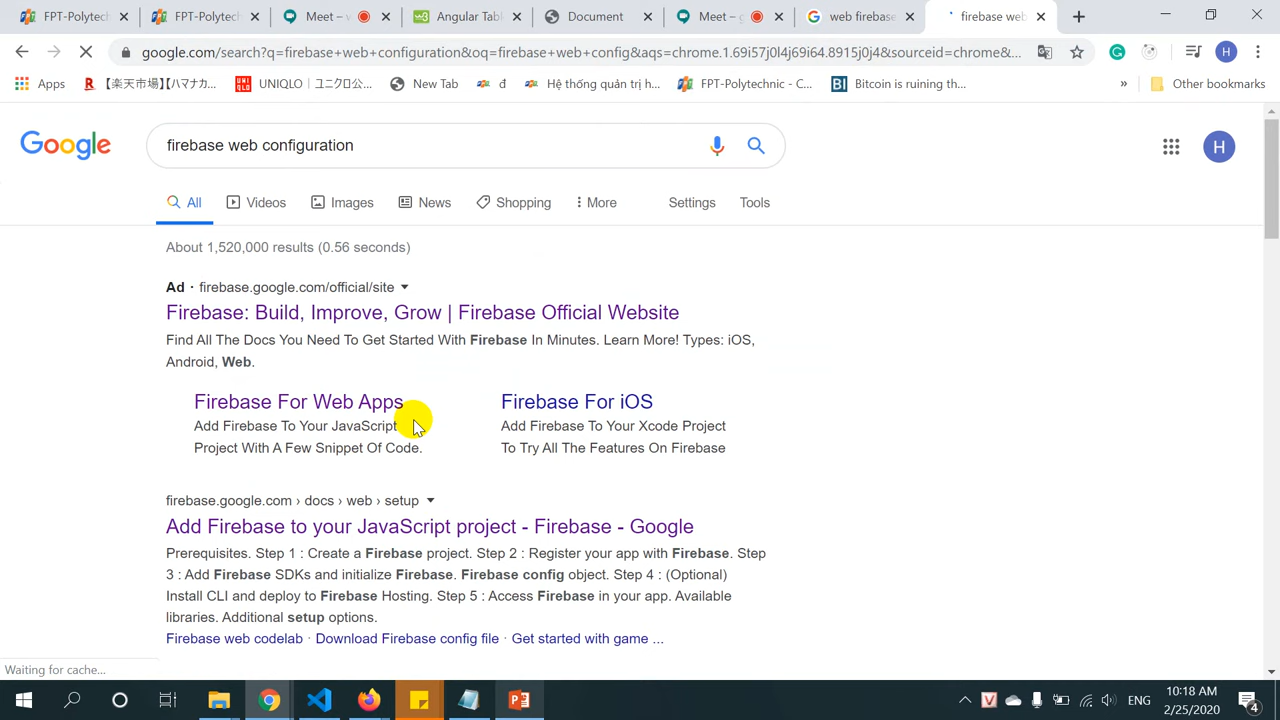 FPT-Polytech
FPT-Polytech
Meet – v
Angular Tabl
Document
Meet – g
web firebase
firebase web
google.com/search?q=firebase+web+configuration&oq=firebase+web+config&aqs=chrome.1.69i57j0l4j69i64.8915j0j4&sourceid=chrome&...
H
Apps
【楽天市場】【ハマナカ...
UNIQLO｜ユニクロ公...
New Tab
đ
Hệ thống quản trị h...
FPT-Polytechnic - C...
Bitcoin is ruining th...
»
Other bookmarks
Google
firebase web configuration
H
All
Videos
Images
News
Shopping
More
Settings
Tools
About 1,520,000 results (0.56 seconds)
Ad · firebase.google.com/official/site
Firebase: Build, Improve, Grow | Firebase Official Website
Find All The Docs You Need To Get Started With Firebase In Minutes. Learn More! Types: iOS,
Android, Web.
Firebase For Web Apps
Add Firebase To Your JavaScript
Project With A Few Snippet Of Code.
Firebase For iOS
Add Firebase To Your Xcode Project
To Try All The Features On Firebase
firebase.google.com › docs › web › setup
Add Firebase to your JavaScript project - Firebase - Google
Prerequisites. Step 1 : Create a Firebase project. Step 2 : Register your app with Firebase. Step
3 : Add Firebase SDKs and initialize Firebase. Firebase config object. Step 4 : (Optional)
Install CLI and deploy to Firebase Hosting. Step 5 : Access Firebase in your app. Available
libraries. Additional setup options.
Firebase web codelab · Download Firebase config file · Get started with game ...
Waiting for cache...
ENG
10:18 AM
2/25/2020
4